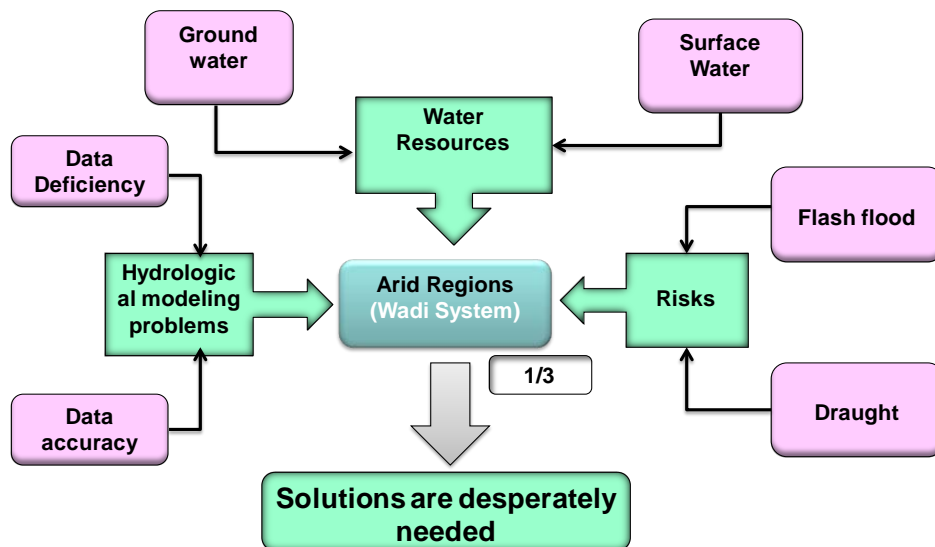 Ground
water
Surface
Water
Water
Resources
Data
Deficiency
Flash flood
Hydrologic
al modeling
problems
Arid Regions
(Wadi System)
Risks
1/3
Data
accuracy
Draught
Solutions are desperately
needed